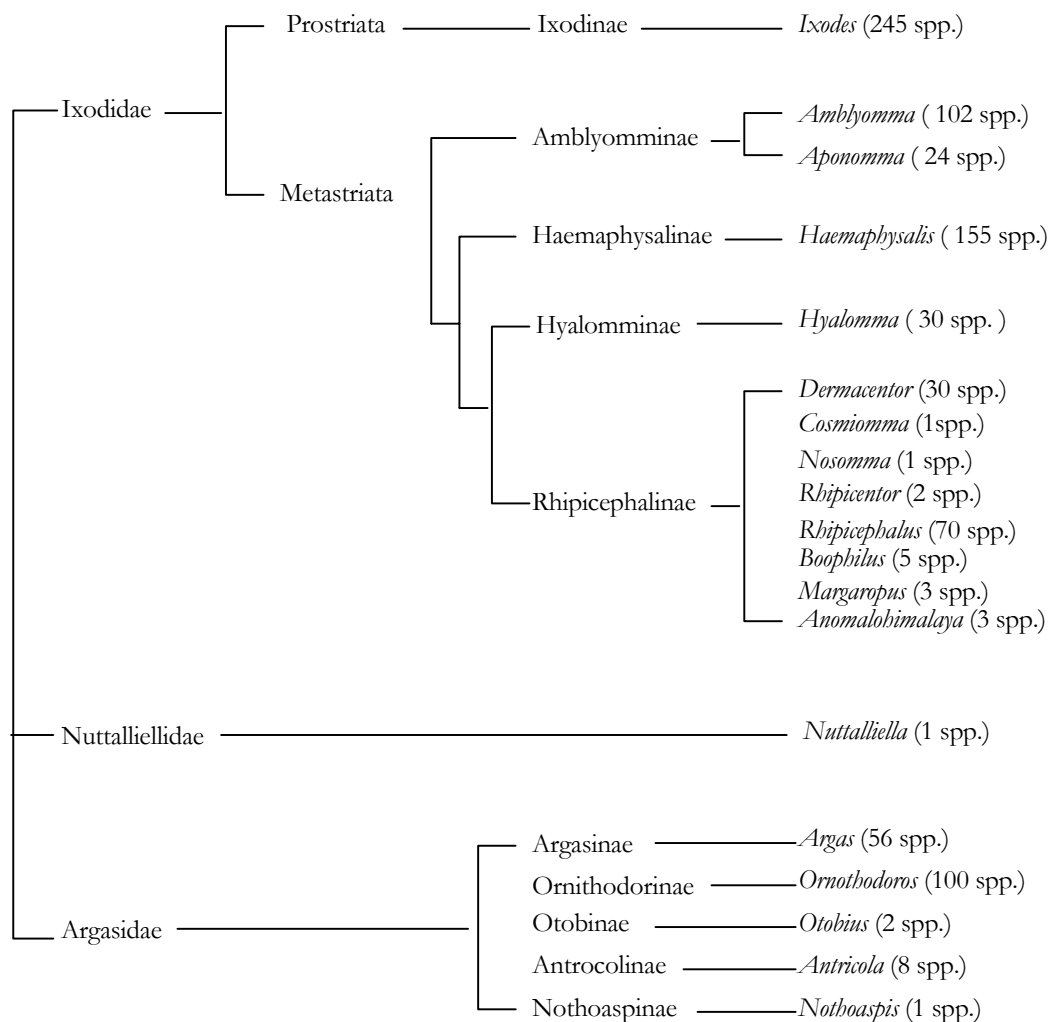 Prostriata Ixodinae Ixodes (245 spp.)
Ixodidae
Amblyomma ( 102 spp.)
Amblyomminae
Aponomma ( 24 spp.)
Metastriata
Haemaphysalinae Haemaphysalis ( 155 spp.)
Hyalomminae Hyalomma ( 30 spp. )
Dermacentor (30 spp.)
Cosmiomma (1spp.)
Nosomma (1 spp.)
Rhipicentor (2 spp.)
Rhipicephalinae
Rhipicephalus (70 spp.)
Boophilus (5 spp.)
Margaropus (3 spp.)
Anomalohimalaya (3 spp.)
Nuttalliellidae Nuttalliella (1 spp.)
Argasinae Argas (56 spp.)
Ornithodorinae Ornothodoros (100 spp.)
Argasidae
Otobinae Otobius (2 spp.)
Antrocolinae Antricola (8 spp.)
Nothoaspinae Nothoaspis (1 spp.)